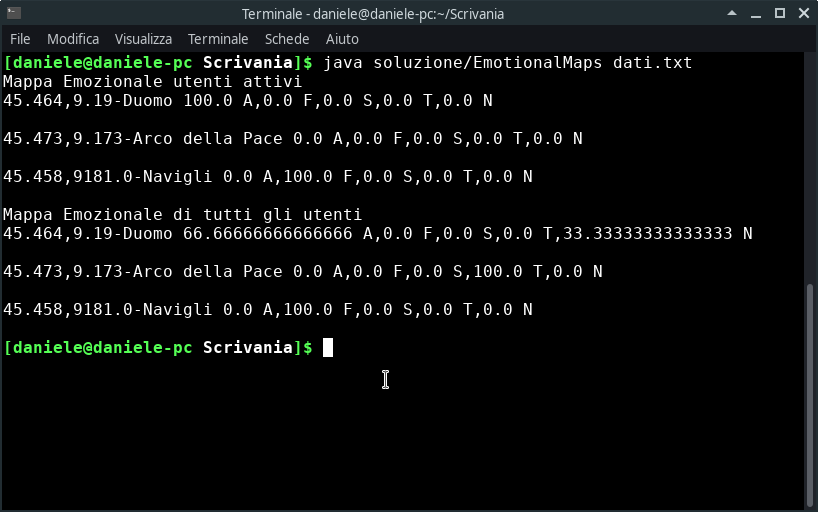 Terminale - daniele@daniele-pc:~/Scrivania
File Modifica Visualizza Terminale Schede Aiuto
[daniele@daniele-pc Scrivania]$ java soluzione/EmotionalMaps dati.txt
Mappa Emozionale utenti attivi
45.464,9.19-Duomo 100.0 A,0.0 F,0.0 S,0.0 T,0.0 N
45.473,9.173-Arco della Pace 0.0 A,0.0 F,0.0 S,0.0 T,0.0 N
45.458,9181.0-Navigli 0.0 A,100.0 F,0.0 S,0.0 T,0.0 N
Mappa Emozionale di tutti gli utenti
45.464,9.19-Duomo 66.66666666666666 A,0.0 F,0.0 S,0.0 T,33.33333333333333 N
45.473,9.173-Arco della Pace 0.0 A,0.0 F,0.0 S,100.0 T,0.0 N
45.458,9181.0-Navigli 0.0 A,100.0 F,0.0 S,0.0 T,0.0 N
[daniele@daniele-pc Scrivania]$